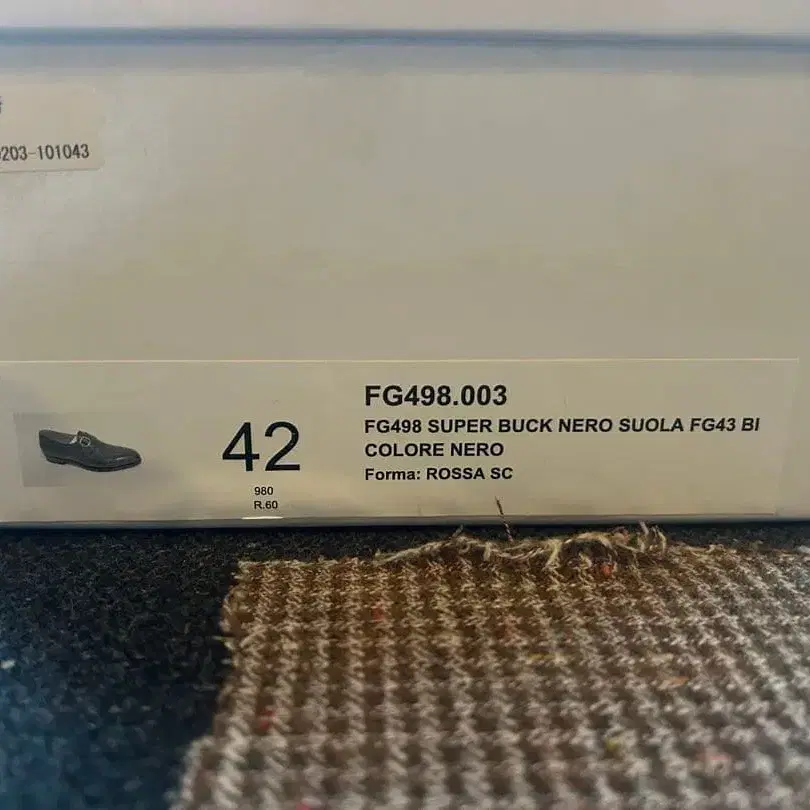 203-101043
FG498.003
FG498 SUPER BUCK NERO SUOLA FG43 BI
COLORE NERO
Forma: ROSSA SC
42
980
R.60